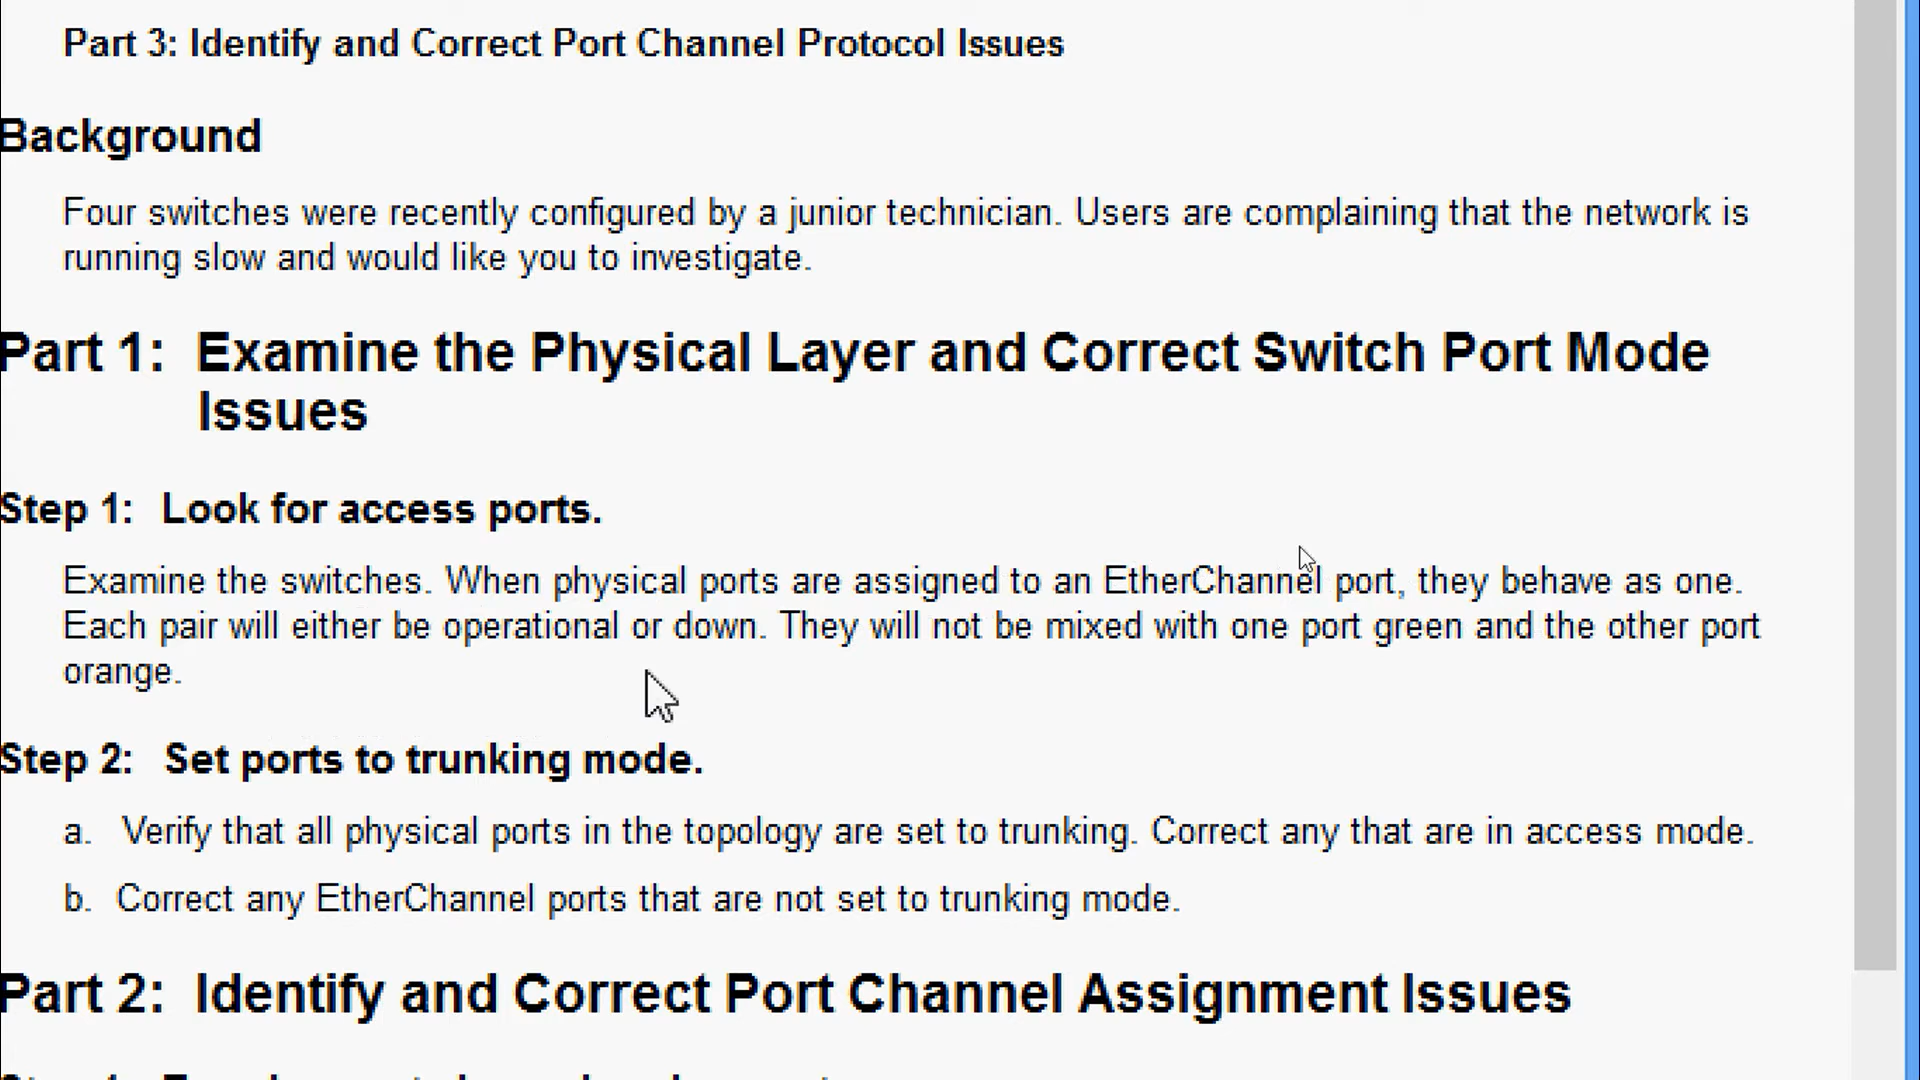 Part 3: Identify and Correct Port Channel Protocol Issues
Background
Four switches were recently configured by a junior technician. Users are complaining that the network is
running slow and would like you to investigate.
Part 1: Examine the Physical Layer and Correct Switch Port Mode
Issues
Step 1: Look for access ports.
Examine the switches. When physical ports are assigned to an EtherChannel port, they behave as one.
Each pair will either be operational or down. They will not be mixed with one port green and the other port
orange.
Step 2: Set ports to trunking mode.
a. Verify that all physical ports in the topology are set to trunking. Correct any that are in access mode.
b. Correct any EtherChannel ports that are not set to trunking mode.
Part 2: Identify and Correct Port Channel Assignment Issues